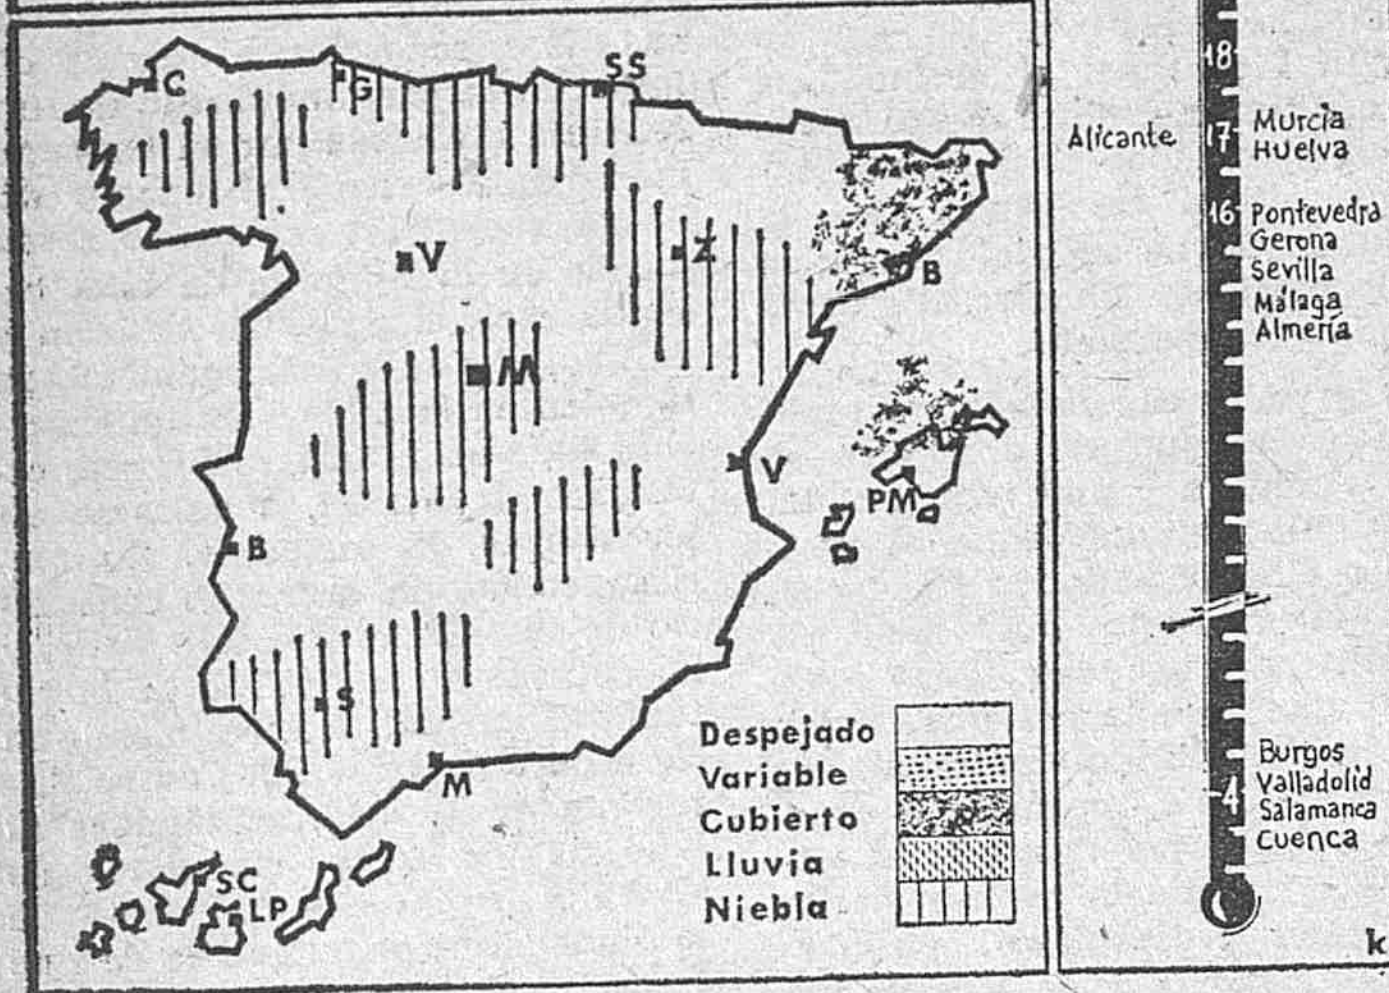 C
G
SS
V
Z
B
M
V
PM
B
S
M
SC
LP
Despejado
Variable
Cubierto
Lluvia
Niebla
18
Alicante
17
Murcia
Huelva
16
Pontevedra
Gerona
Sevilla
Málaga
Almería
4
Burgos
Valladolid
Salamanca
Cuenca
k